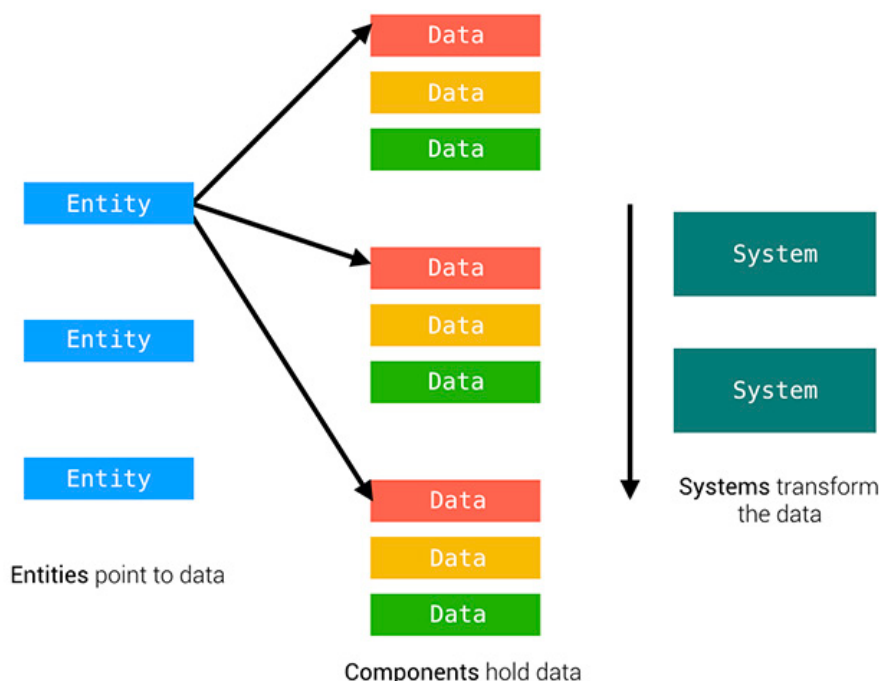 Data
Data
Data
Entity
Data
Data
Data
Entity
Entity
Data
Data
Data
System
System
Entities point to data
Systems transform
the data
Components hold data